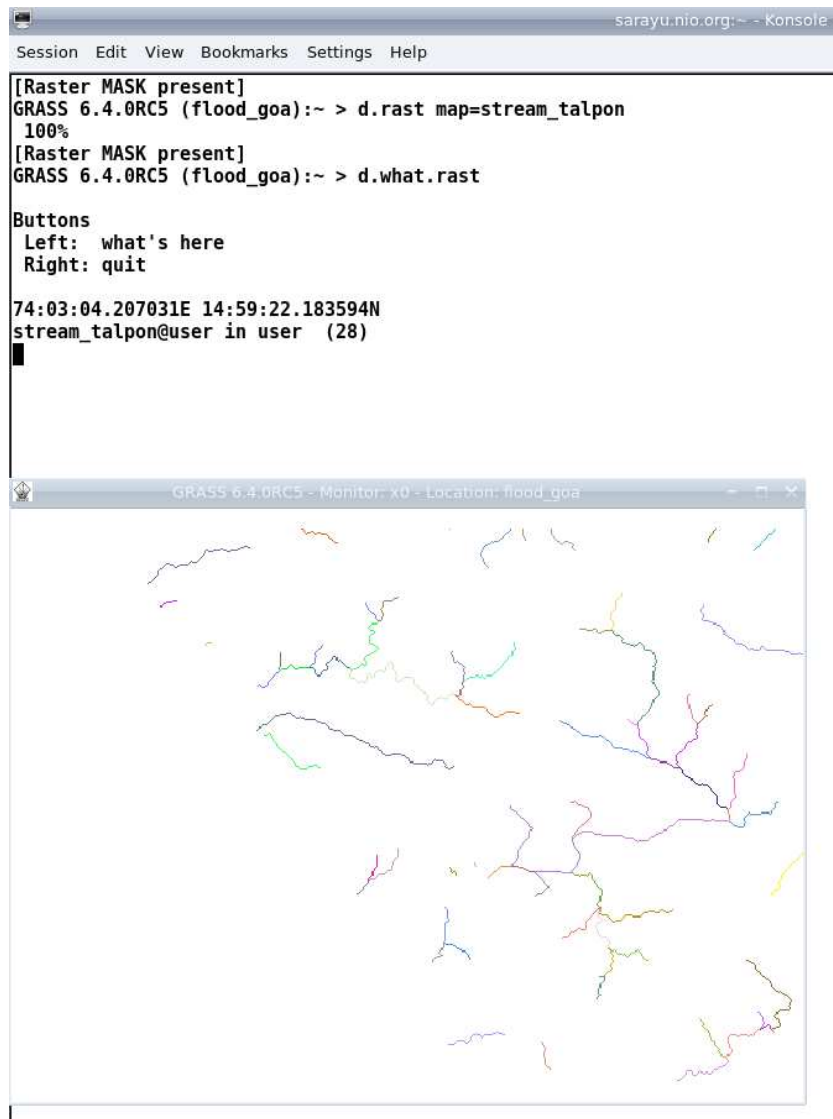 sarayu.nio.org:~ - Konsole
Session Edit View Bookmarks Settings Help
[Raster MASK present]
GRASS 6.4.0RC5 (flood_goa):~ > d.rast map=stream_talpon
100%
[Raster MASK present]
GRASS 6.4.0RC5 (flood_goa):~ > d.what.rast
Buttons
Left: what's here
Right: quit
74:03:04.207031E 14:59:22.183594N
stream_talpon@user in user (28)
GRASS 6.4.0RC5 - Monitor: x0 - Location: flood_goa